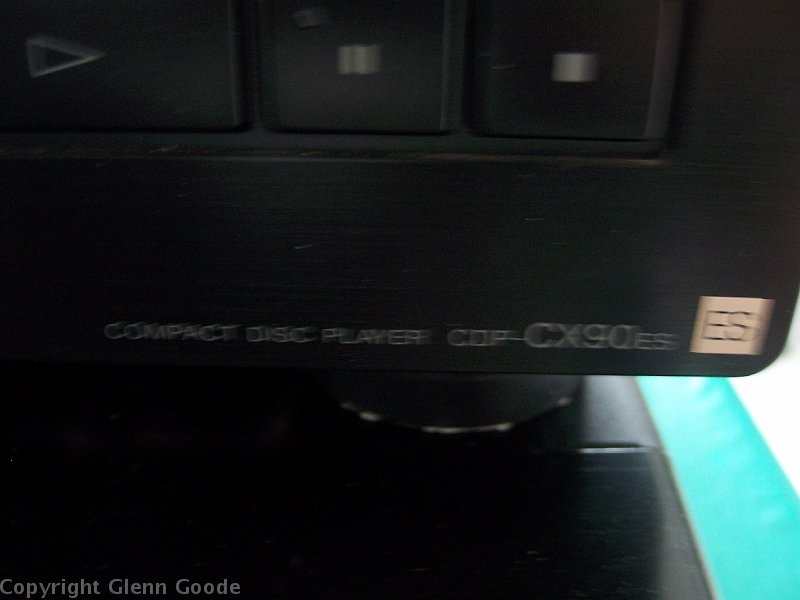 COMPACT DISC PLAYER CDP-CX90ES ES
Copyright Glenn Goode